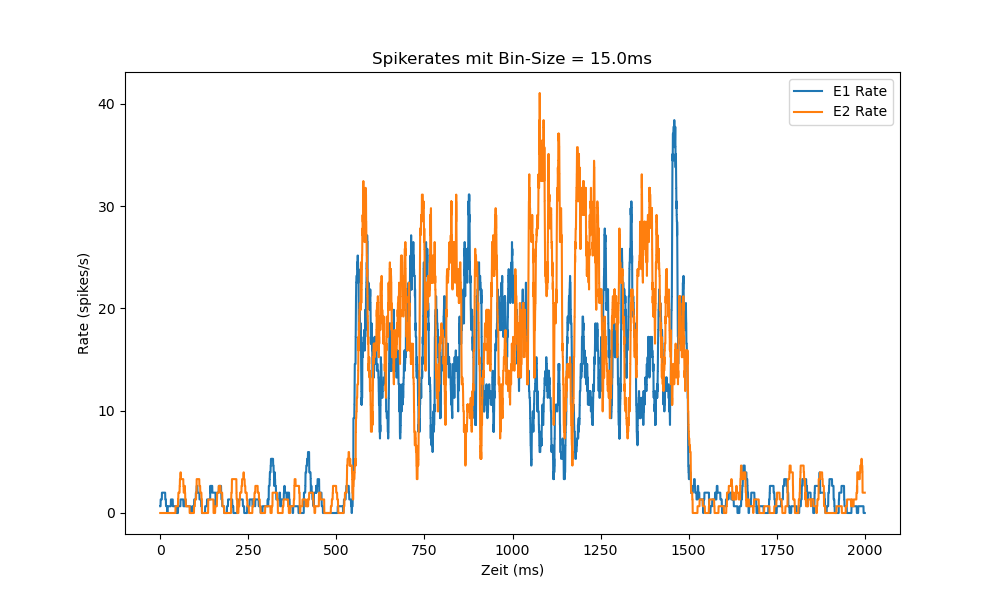 Spikerates mit Bin-Size = 15.0ms
E1 Rate
E2 Rate
Rate (spikes/s)
40
30
20
10
0
0 250 500 750 1000 1250 1500 1750 2000
Zeit (ms)